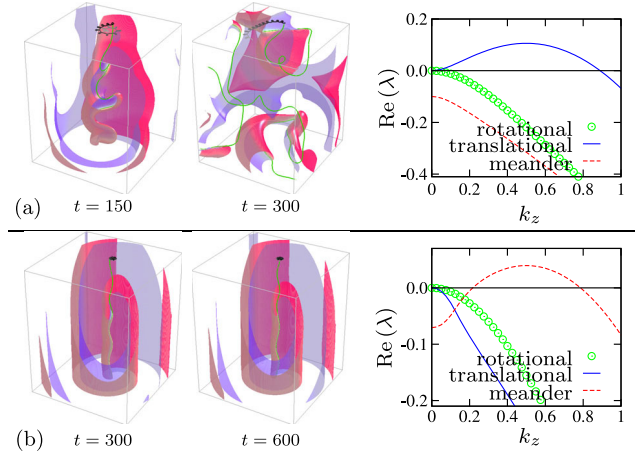 (a)
t = 150
t = 300
0.2
0.0
-0.2
-0.4
Re (λ)
rotational
translational
meander
0 0.2 0.4 0.6 0.8 1
k_z
(b)
t = 300
t = 600
0.0
-0.1
-0.2
Re (λ)
rotational
translational
meander
0 0.2 0.4 0.6 0.8 1
k_z